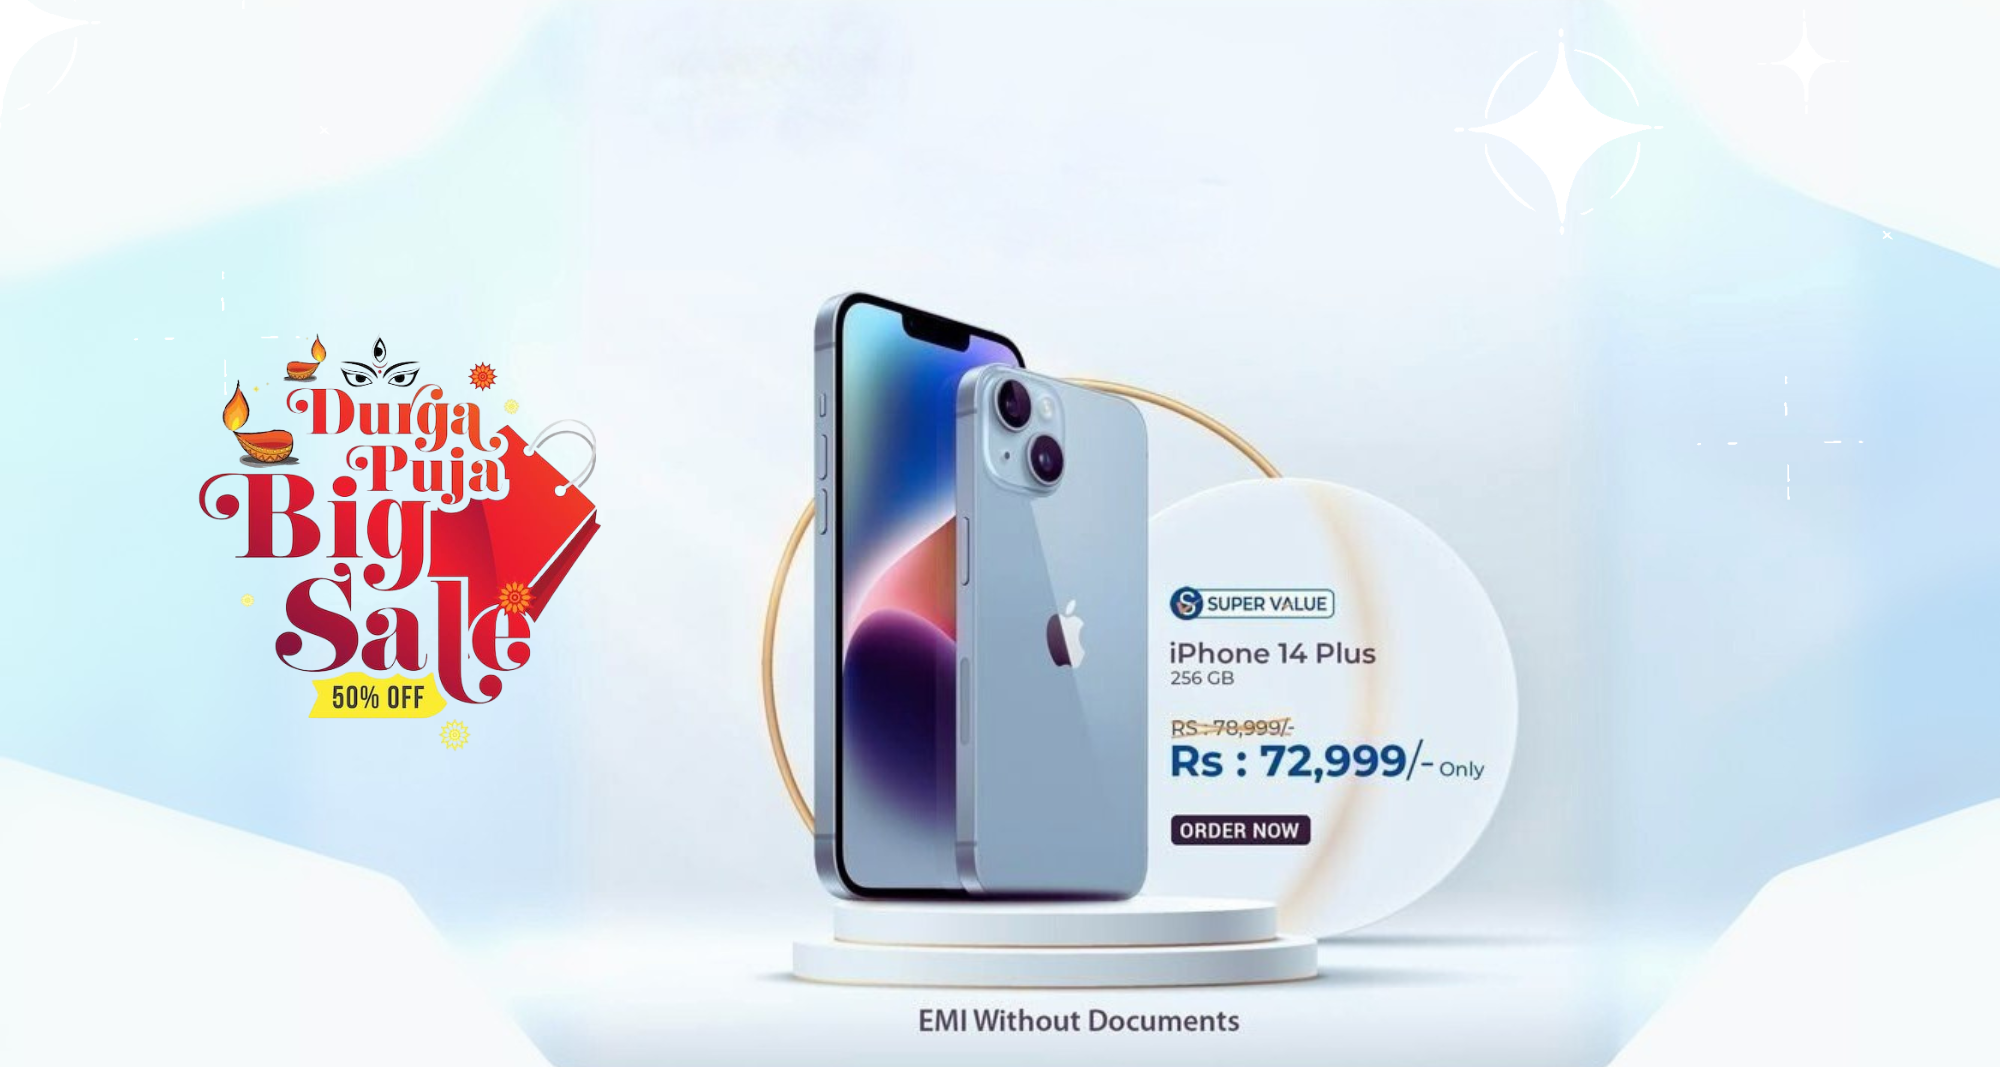 Durga
Puja
Big
Sale
50% OFF
SUPER VALUE
iPhone 14 Plus
256 GB
RS : 78,999/-
Rs : 72,999/- Only
ORDER NOW
EMI Without Documents